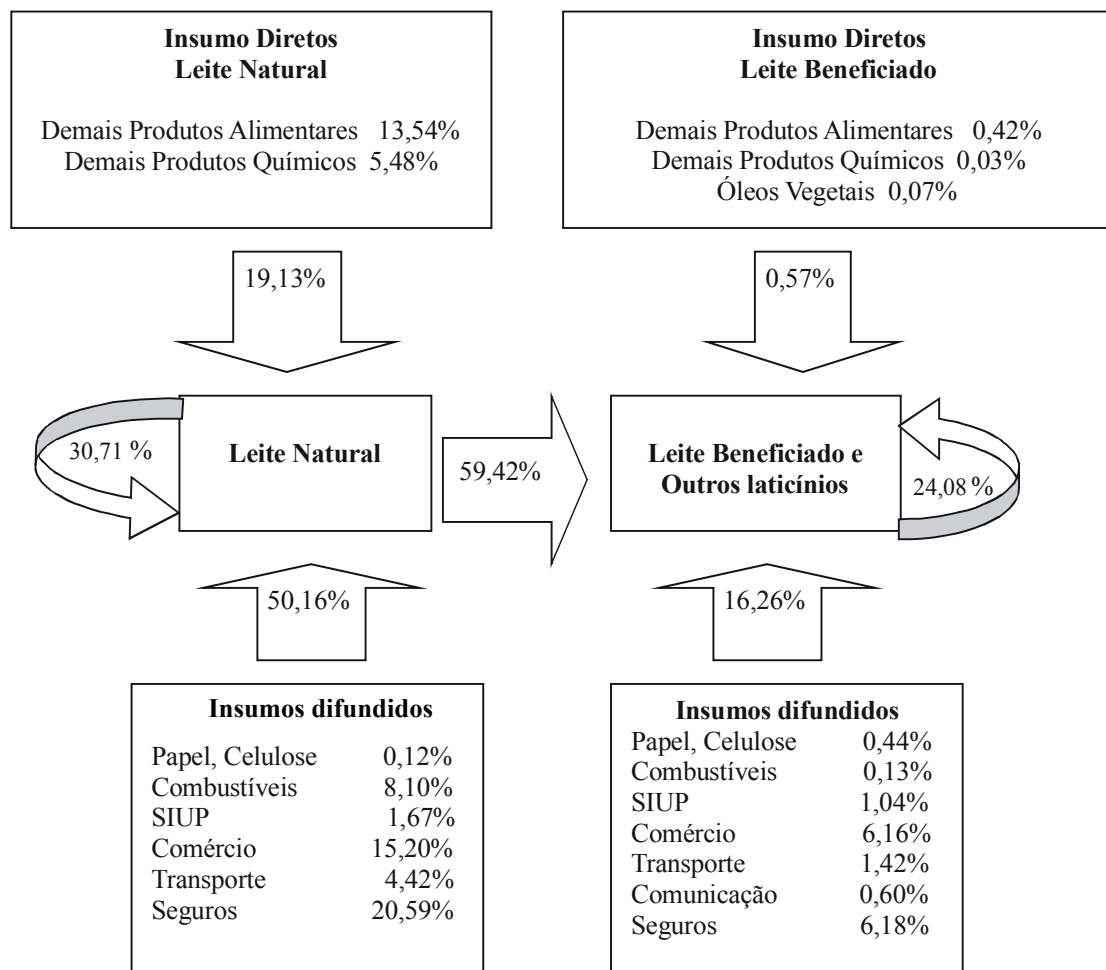 Insumo Diretos
Leite Natural
Demais Produtos Alimentares 13,54%
Demais Produtos Químicos 5,48%
Insumo Diretos
Leite Beneficiado
Demais Produtos Alimentares 0,42%
Demais Produtos Químicos 0,03%
Óleos Vegetais 0,07%
19,13%
0,57%
30,71 %
Leite Natural
59,42%
Leite Beneficiado e
Outros laticínios
24,08 %
50,16%
16,26%
Insumos difundidos
Papel, Celulose 0,12%
Combustíveis 8,10%
SIUP 1,67%
Comércio 15,20%
Transporte 4,42%
Seguros 20,59%
Insumos difundidos
Papel, Celulose 0,44%
Combustíveis 0,13%
SIUP 1,04%
Comércio 6,16%
Transporte 1,42%
Comunicação 0,60%
Seguros 6,18%